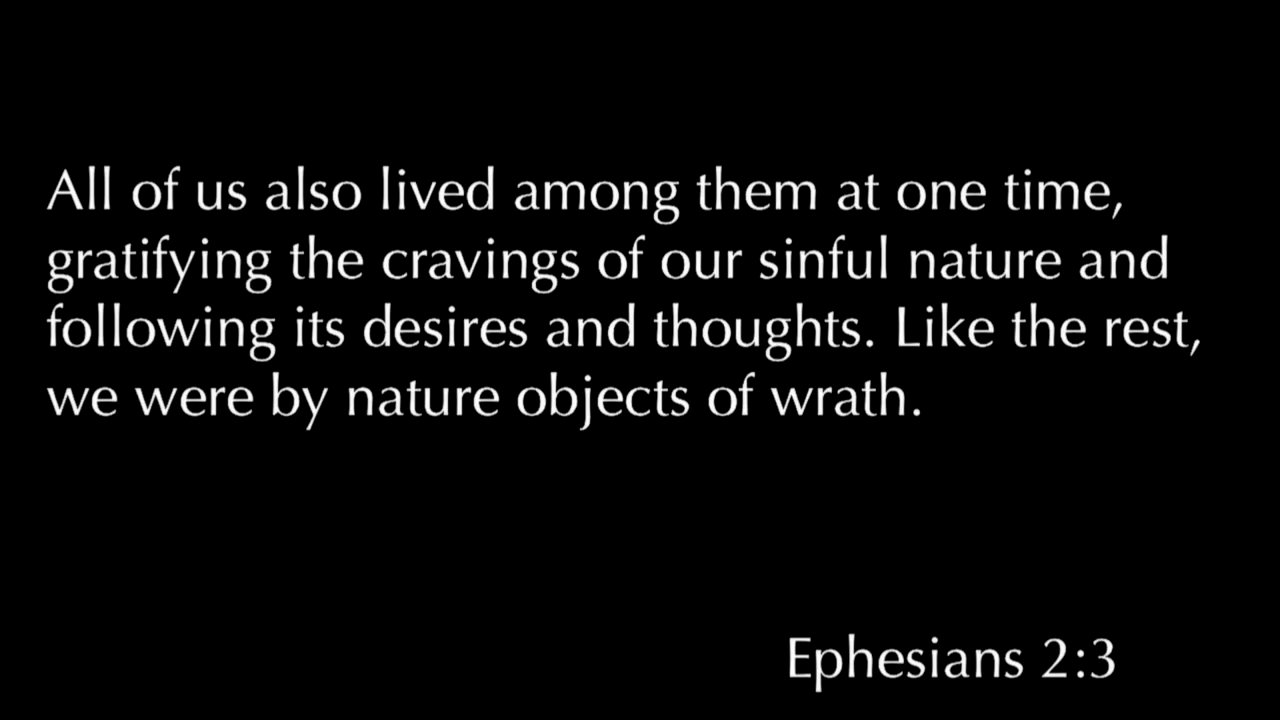 All of us also lived among them at one time,
gratifying the cravings of our sinful nature and
following its desires and thoughts. Like the rest,
we were by nature objects of wrath.
Ephesians 2:3